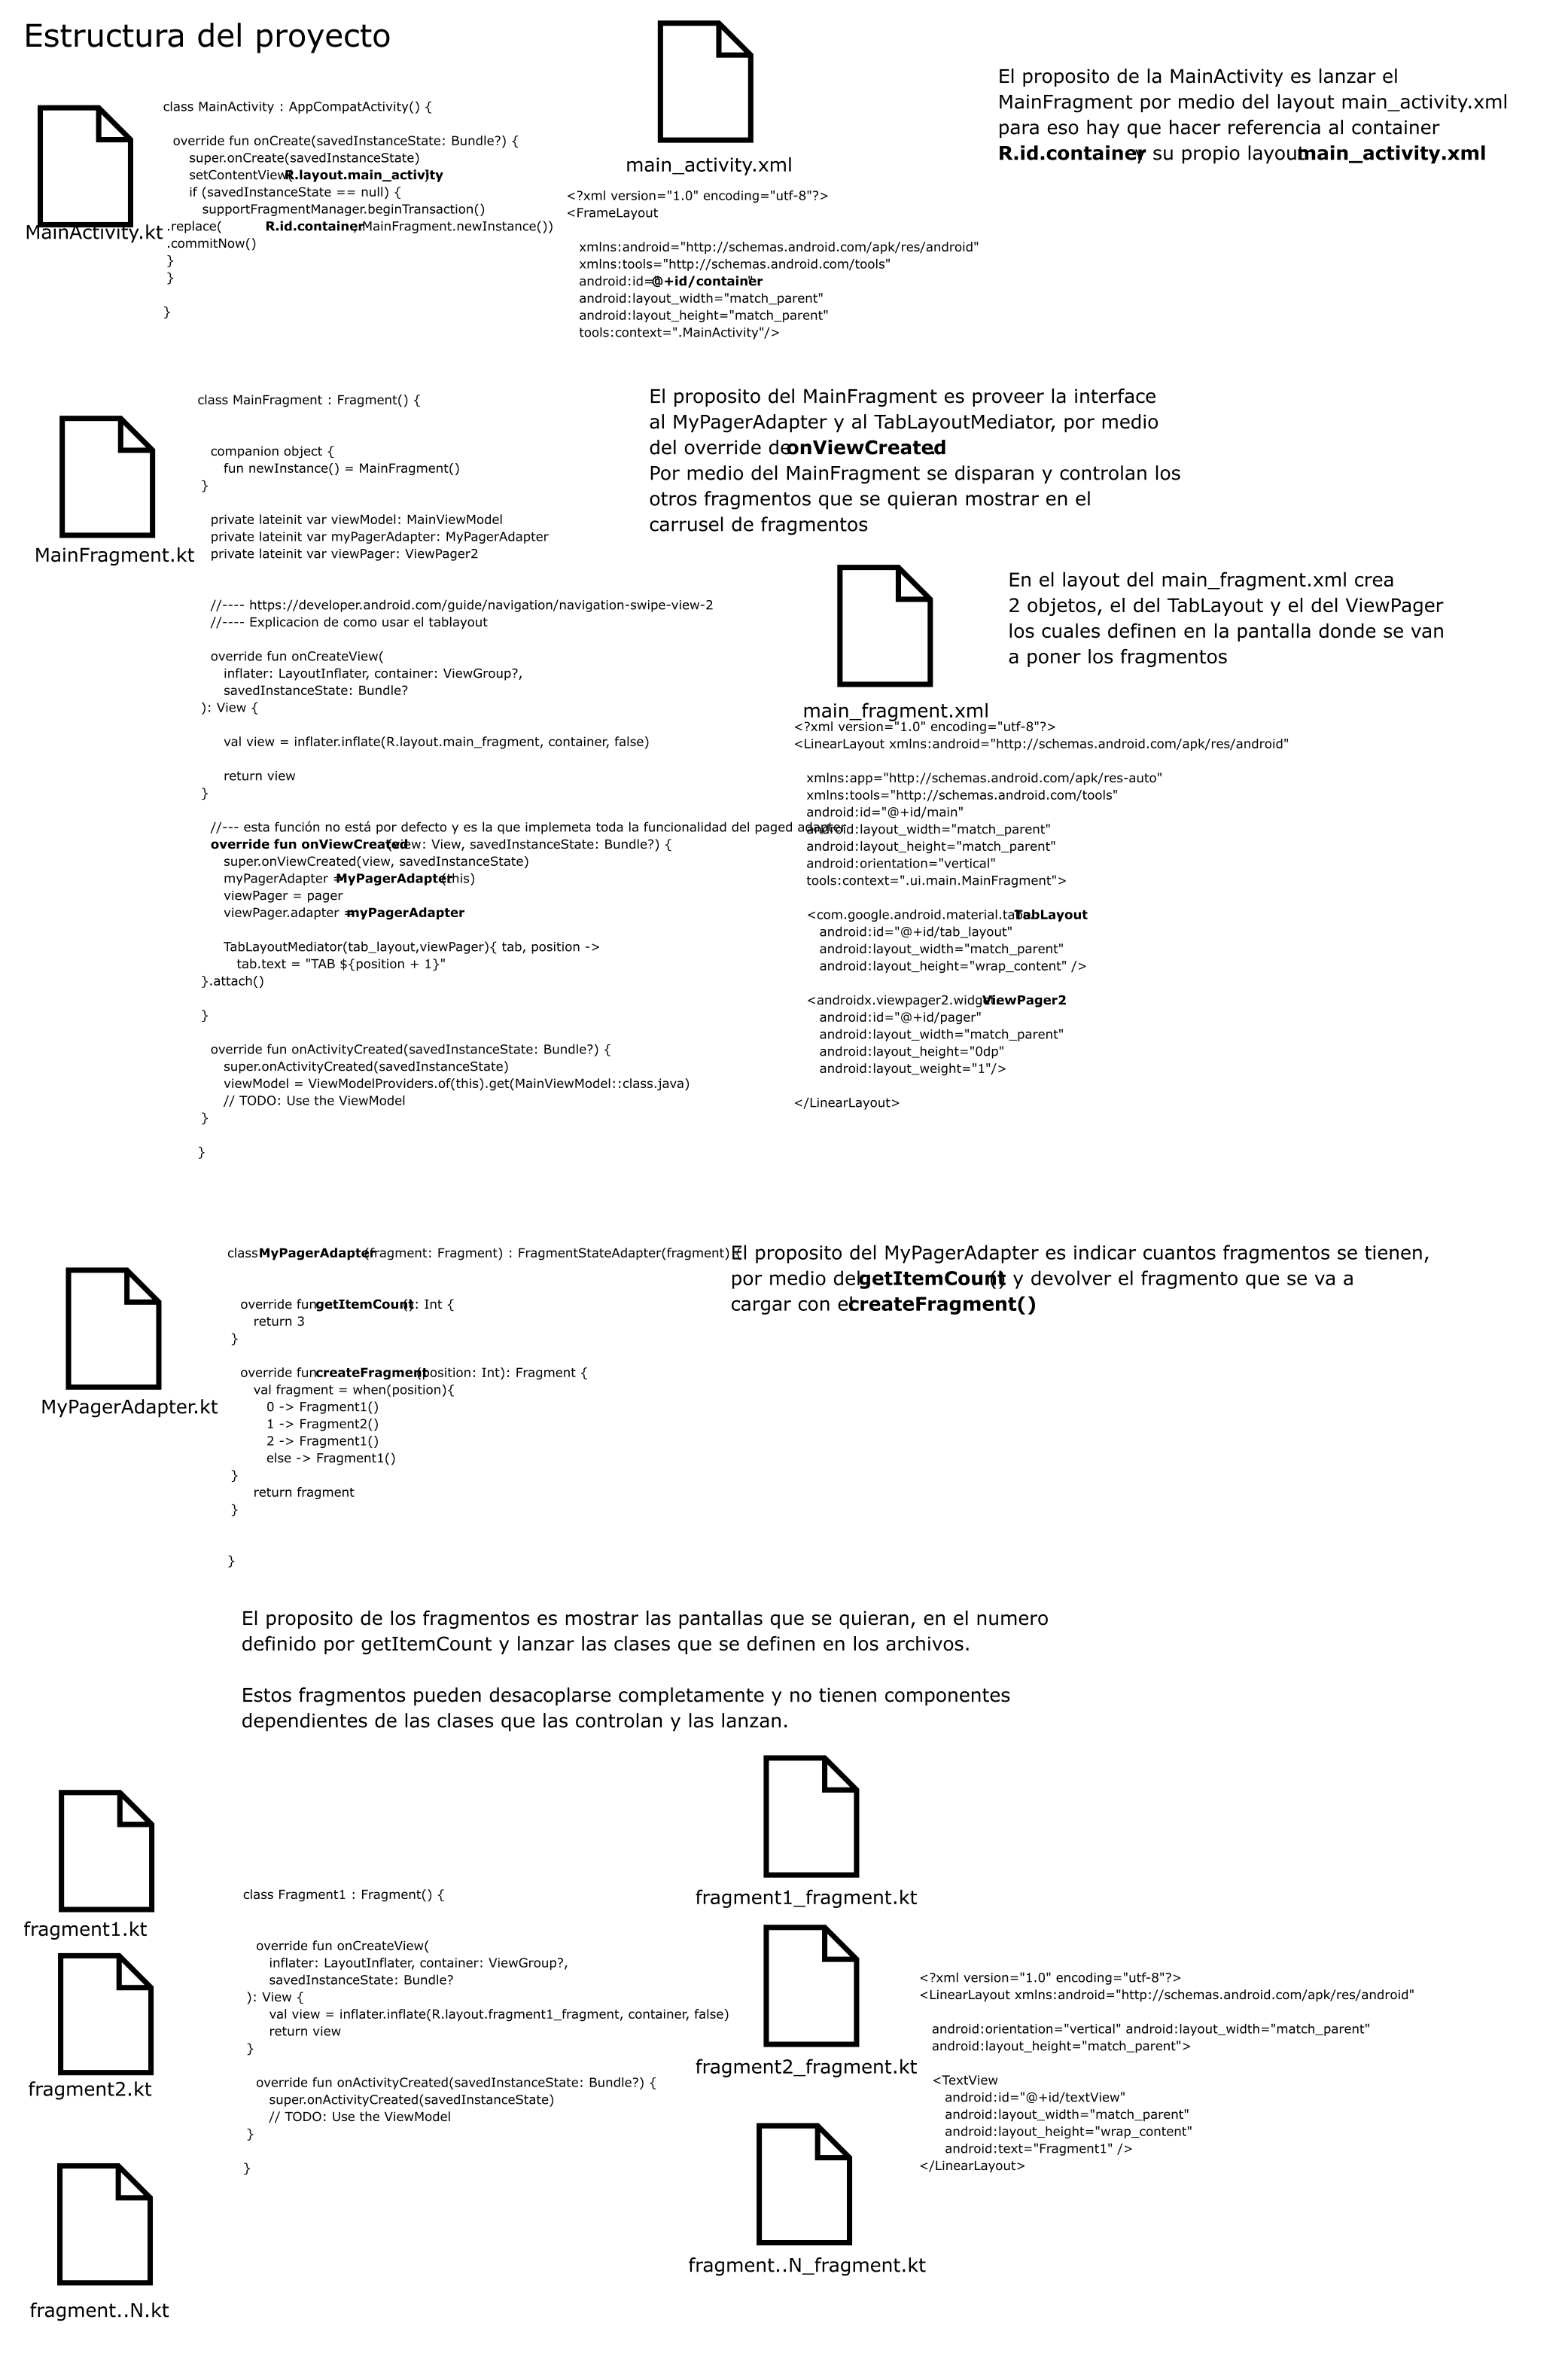 Estructura del proyecto
MainActivity.kt
class MainActivity : AppCompatActivity() {
override fun onCreate(savedInstanceState: Bundle?) {
super.onCreate(savedInstanceState)
setContentView(R.layout.main_activity)
if (savedInstanceState == null) {
supportFragmentManager.beginTransaction()
.replace( R.id.container, MainFragment.newInstance())
.commitNow()
}
}
}
main_activity.xml
<?xml version="1.0" encoding="utf-8"?>
<FrameLayout
xmlns:android="http://schemas.android.com/apk/res/android"
xmlns:tools="http://schemas.android.com/tools"
android:id="@+id/container"
android:layout_width="match_parent"
android:layout_height="match_parent"
tools:context=".MainActivity"/>
El proposito de la MainActivity es lanzar el
MainFragment por medio del layout main_activity.xml
para eso hay que hacer referencia al container
R.id.container y su propio layout main_activity.xml
MainFragment.kt
class MainFragment : Fragment() {
companion object {
fun newInstance() = MainFragment()
}
private lateinit var viewModel: MainViewModel
private lateinit var myPagerAdapter: MyPagerAdapter
private lateinit var viewPager: ViewPager2
//---- https://developer.android.com/guide/navigation/navigation-swipe-view-2
//---- Explicacion de como usar el tablayout
override fun onCreateView(
inflater: LayoutInflater, container: ViewGroup?,
savedInstanceState: Bundle?
): View {
val view = inflater.inflate(R.layout.main_fragment, container, false)
return view
}
//--- esta función no está por defecto y es la que implemeta toda la funcionalidad del paged adapter
override fun onViewCreated(view: View, savedInstanceState: Bundle?) {
super.onViewCreated(view, savedInstanceState)
myPagerAdapter = MyPagerAdapter(this)
viewPager = pager
viewPager.adapter = myPagerAdapter
TabLayoutMediator(tab_layout,viewPager){ tab, position ->
tab.text = "TAB ${position + 1}"
}.attach()
}
override fun onActivityCreated(savedInstanceState: Bundle?) {
super.onActivityCreated(savedInstanceState)
viewModel = ViewModelProviders.of(this).get(MainViewModel::class.java)
// TODO: Use the ViewModel
}
}
El proposito del MainFragment es proveer la interface
al MyPagerAdapter y al TabLayoutMediator, por medio
del override de onViewCreated.
Por medio del MainFragment se disparan y controlan los
otros fragmentos que se quieran mostrar en el
carrusel de fragmentos
main_fragment.xml
En el layout del main_fragment.xml crea
2 objetos, el del TabLayout y el del ViewPager
los cuales definen en la pantalla donde se van
a poner los fragmentos
<?xml version="1.0" encoding="utf-8"?>
<LinearLayout xmlns:android="http://schemas.android.com/apk/res/android"
xmlns:app="http://schemas.android.com/apk/res-auto"
xmlns:tools="http://schemas.android.com/tools"
android:id="@+id/main"
android:layout_width="match_parent"
android:layout_height="match_parent"
android:orientation="vertical"
tools:context=".ui.main.MainFragment">
<com.google.android.material.tabs.TabLayout
android:id="@+id/tab_layout"
android:layout_width="match_parent"
android:layout_height="wrap_content" />
<androidx.viewpager2.widget.ViewPager2
android:id="@+id/pager"
android:layout_width="match_parent"
android:layout_height="0dp"
android:layout_weight="1"/>
</LinearLayout>
MyPagerAdapter.kt
class MyPagerAdapter(fragment: Fragment) : FragmentStateAdapter(fragment) {
override fun getItemCount(): Int {
return 3
}
override fun createFragment(position: Int): Fragment {
val fragment = when(position){
0 -> Fragment1()
1 -> Fragment2()
2 -> Fragment1()
else -> Fragment1()
}
return fragment
}
}
El proposito del MyPagerAdapter es indicar cuantos fragmentos se tienen,
por medio del getItemCount() y devolver el fragmento que se va a
cargar con el createFragment()
El proposito de los fragmentos es mostrar las pantallas que se quieran, en el numero
definido por getItemCount y lanzar las clases que se definen en los archivos.
Estos fragmentos pueden desacoplarse completamente y no tienen componentes
dependientes de las clases que las controlan y las lanzan.
fragment1.kt
fragment2.kt
fragment..N.kt
class Fragment1 : Fragment() {
override fun onCreateView(
inflater: LayoutInflater, container: ViewGroup?,
savedInstanceState: Bundle?
): View {
val view = inflater.inflate(R.layout.fragment1_fragment, container, false)
return view
}
override fun onActivityCreated(savedInstanceState: Bundle?) {
super.onActivityCreated(savedInstanceState)
// TODO: Use the ViewModel
}
}
fragment1_fragment.kt
fragment2_fragment.kt
fragment..N_fragment.kt
<?xml version="1.0" encoding="utf-8"?>
<LinearLayout xmlns:android="http://schemas.android.com/apk/res/android"
android:orientation="vertical" android:layout_width="match_parent"
android:layout_height="match_parent">
<TextView
android:id="@+id/textView"
android:layout_width="match_parent"
android:layout_height="wrap_content"
android:text="Fragment1" />
</LinearLayout>